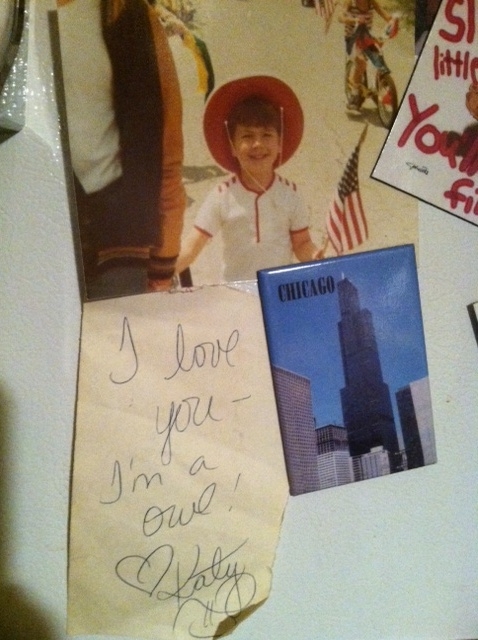 CHICAGO
I love
you -
I'm a
owl!
♡ Katy